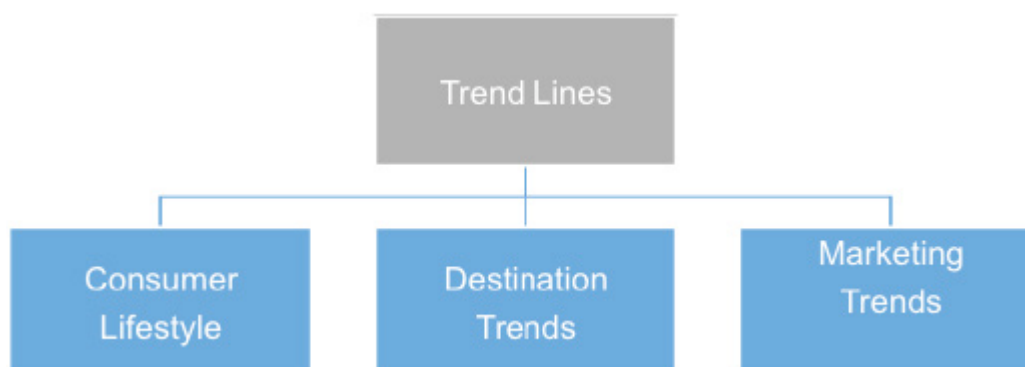 Trend Lines
Consumer
Lifestyle
Destination
Trends
Marketing
Trends